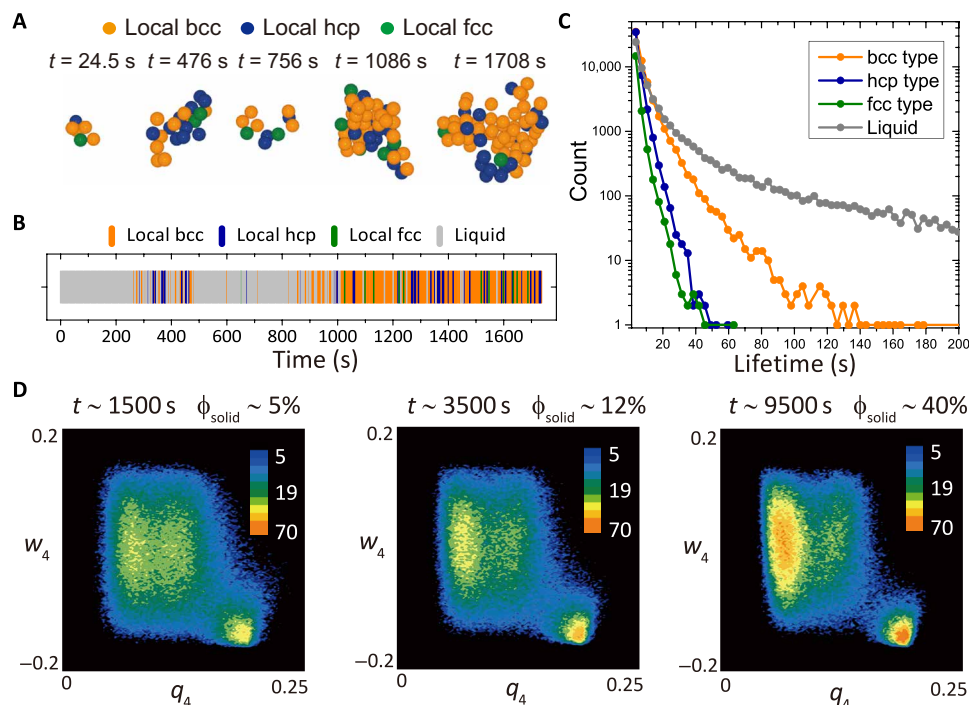 A
Local bcc Local hcp Local fcc
t = 24.5 s t = 476 s t = 756 s t = 1086 s t = 1708 s
B
Local bcc Local hcp Local fcc Liquid
0 200 400 600 800 1000 1200 1400 1600
Time (s)
C
bcc type
hcp type
fcc type
Liquid
10,000
1000
100
10
1
Count
20 40 60 80 100 120 140 160 180 200
Lifetime (s)
D
t ~ 1500 s ϕsolid ~ 5%
0.2
w4
−0.2
0 0.25
q4
5
19
70
t ~ 3500 s ϕsolid ~ 12%
0.2
w4
−0.2
0 0.25
q4
5
19
70
t ~ 9500 s ϕsolid ~ 40%
0.2
w4
−0.2
0 0.25
q4
5
19
70